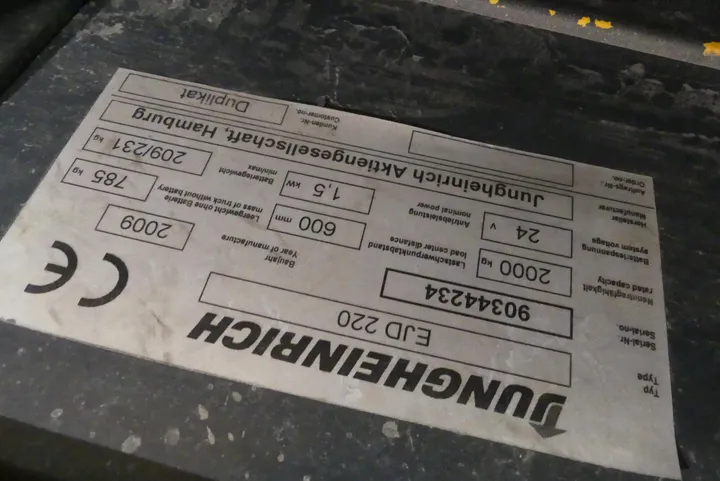 JUNGHEINRICH
Typ
Type
EJD 220
Serial-Nr.
Serial-no.
90344234
Baujahr
Year of manufacture
2009
Nenntragfähigkeit
rated capacity
2000 kg
Lastschwerpunktabstand
load center distance
600 mm
Leergewicht ohne Batterie
mass of truck without battery
785 kg
Batteriespannung
system voltage
24 V
Antriebsleistung
nominal power
1,5 kW
Batteriegewicht
min/max
209/231 kg
Hersteller
Manufacturer
Jungheinrich Aktiengesellschaft, Hamburg
Auftrags-Nr.:
Order-no.
Kunden-Nr.
Customer-no.
Duplikat
CE